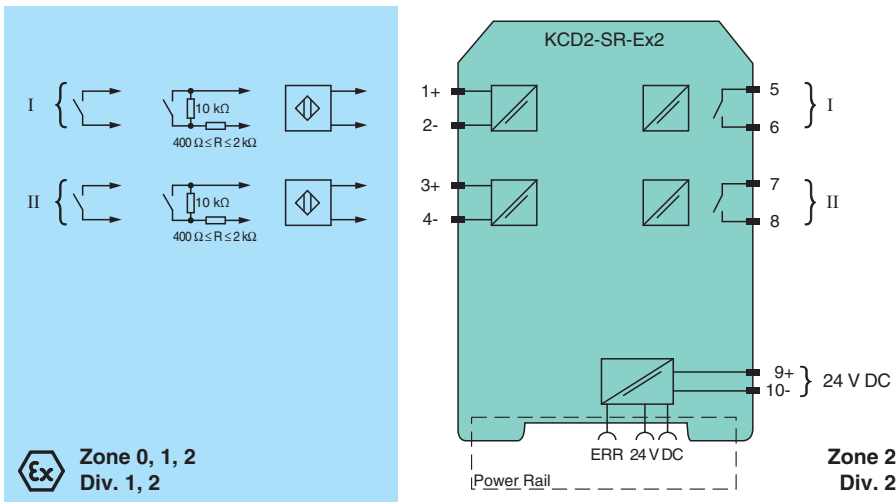 KCD2-SR-Ex2
I
10 kΩ
400 Ω ≤ R ≤ 2 kΩ
1+
2-
5
6
I
II
10 kΩ
400 Ω ≤ R ≤ 2 kΩ
3+
4-
7
8
II
9+
10-
24 V DC
ERR 24 V DC
Power Rail
Ex
Zone 0, 1, 2
Div. 1, 2
Zone 2
Div. 2